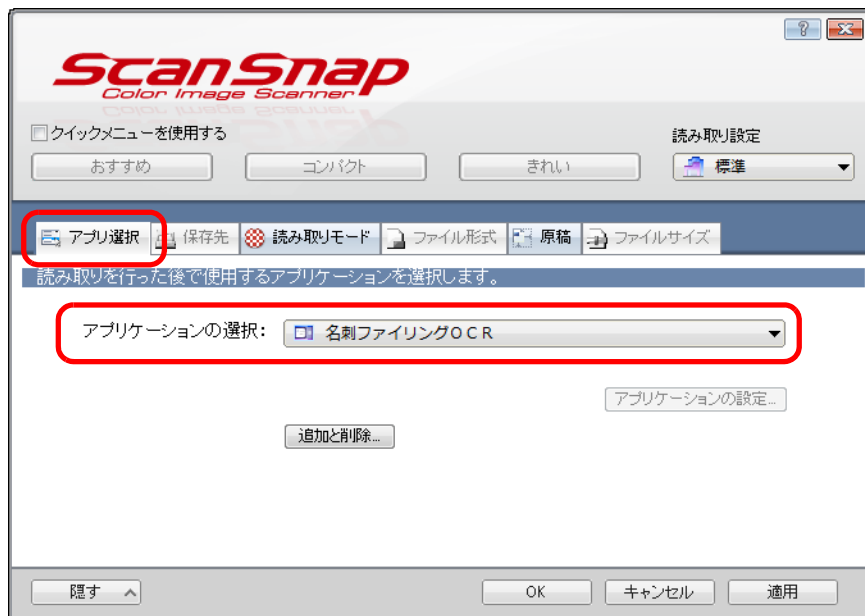 ScanSnap
Color Image Scanner
クイックメニューを使用する
読み取り設定
おすすめ コンパクト きれい 標準
アプリ選択 保存先 読み取りモード ファイル形式 原稿 ファイルサイズ
読み取りを行った後で使用するアプリケーションを選択します。
アプリケーションの選択: 名刺ファイリングOCR
アプリケーションの設定...
追加と削除...
隠す OK キャンセル 適用